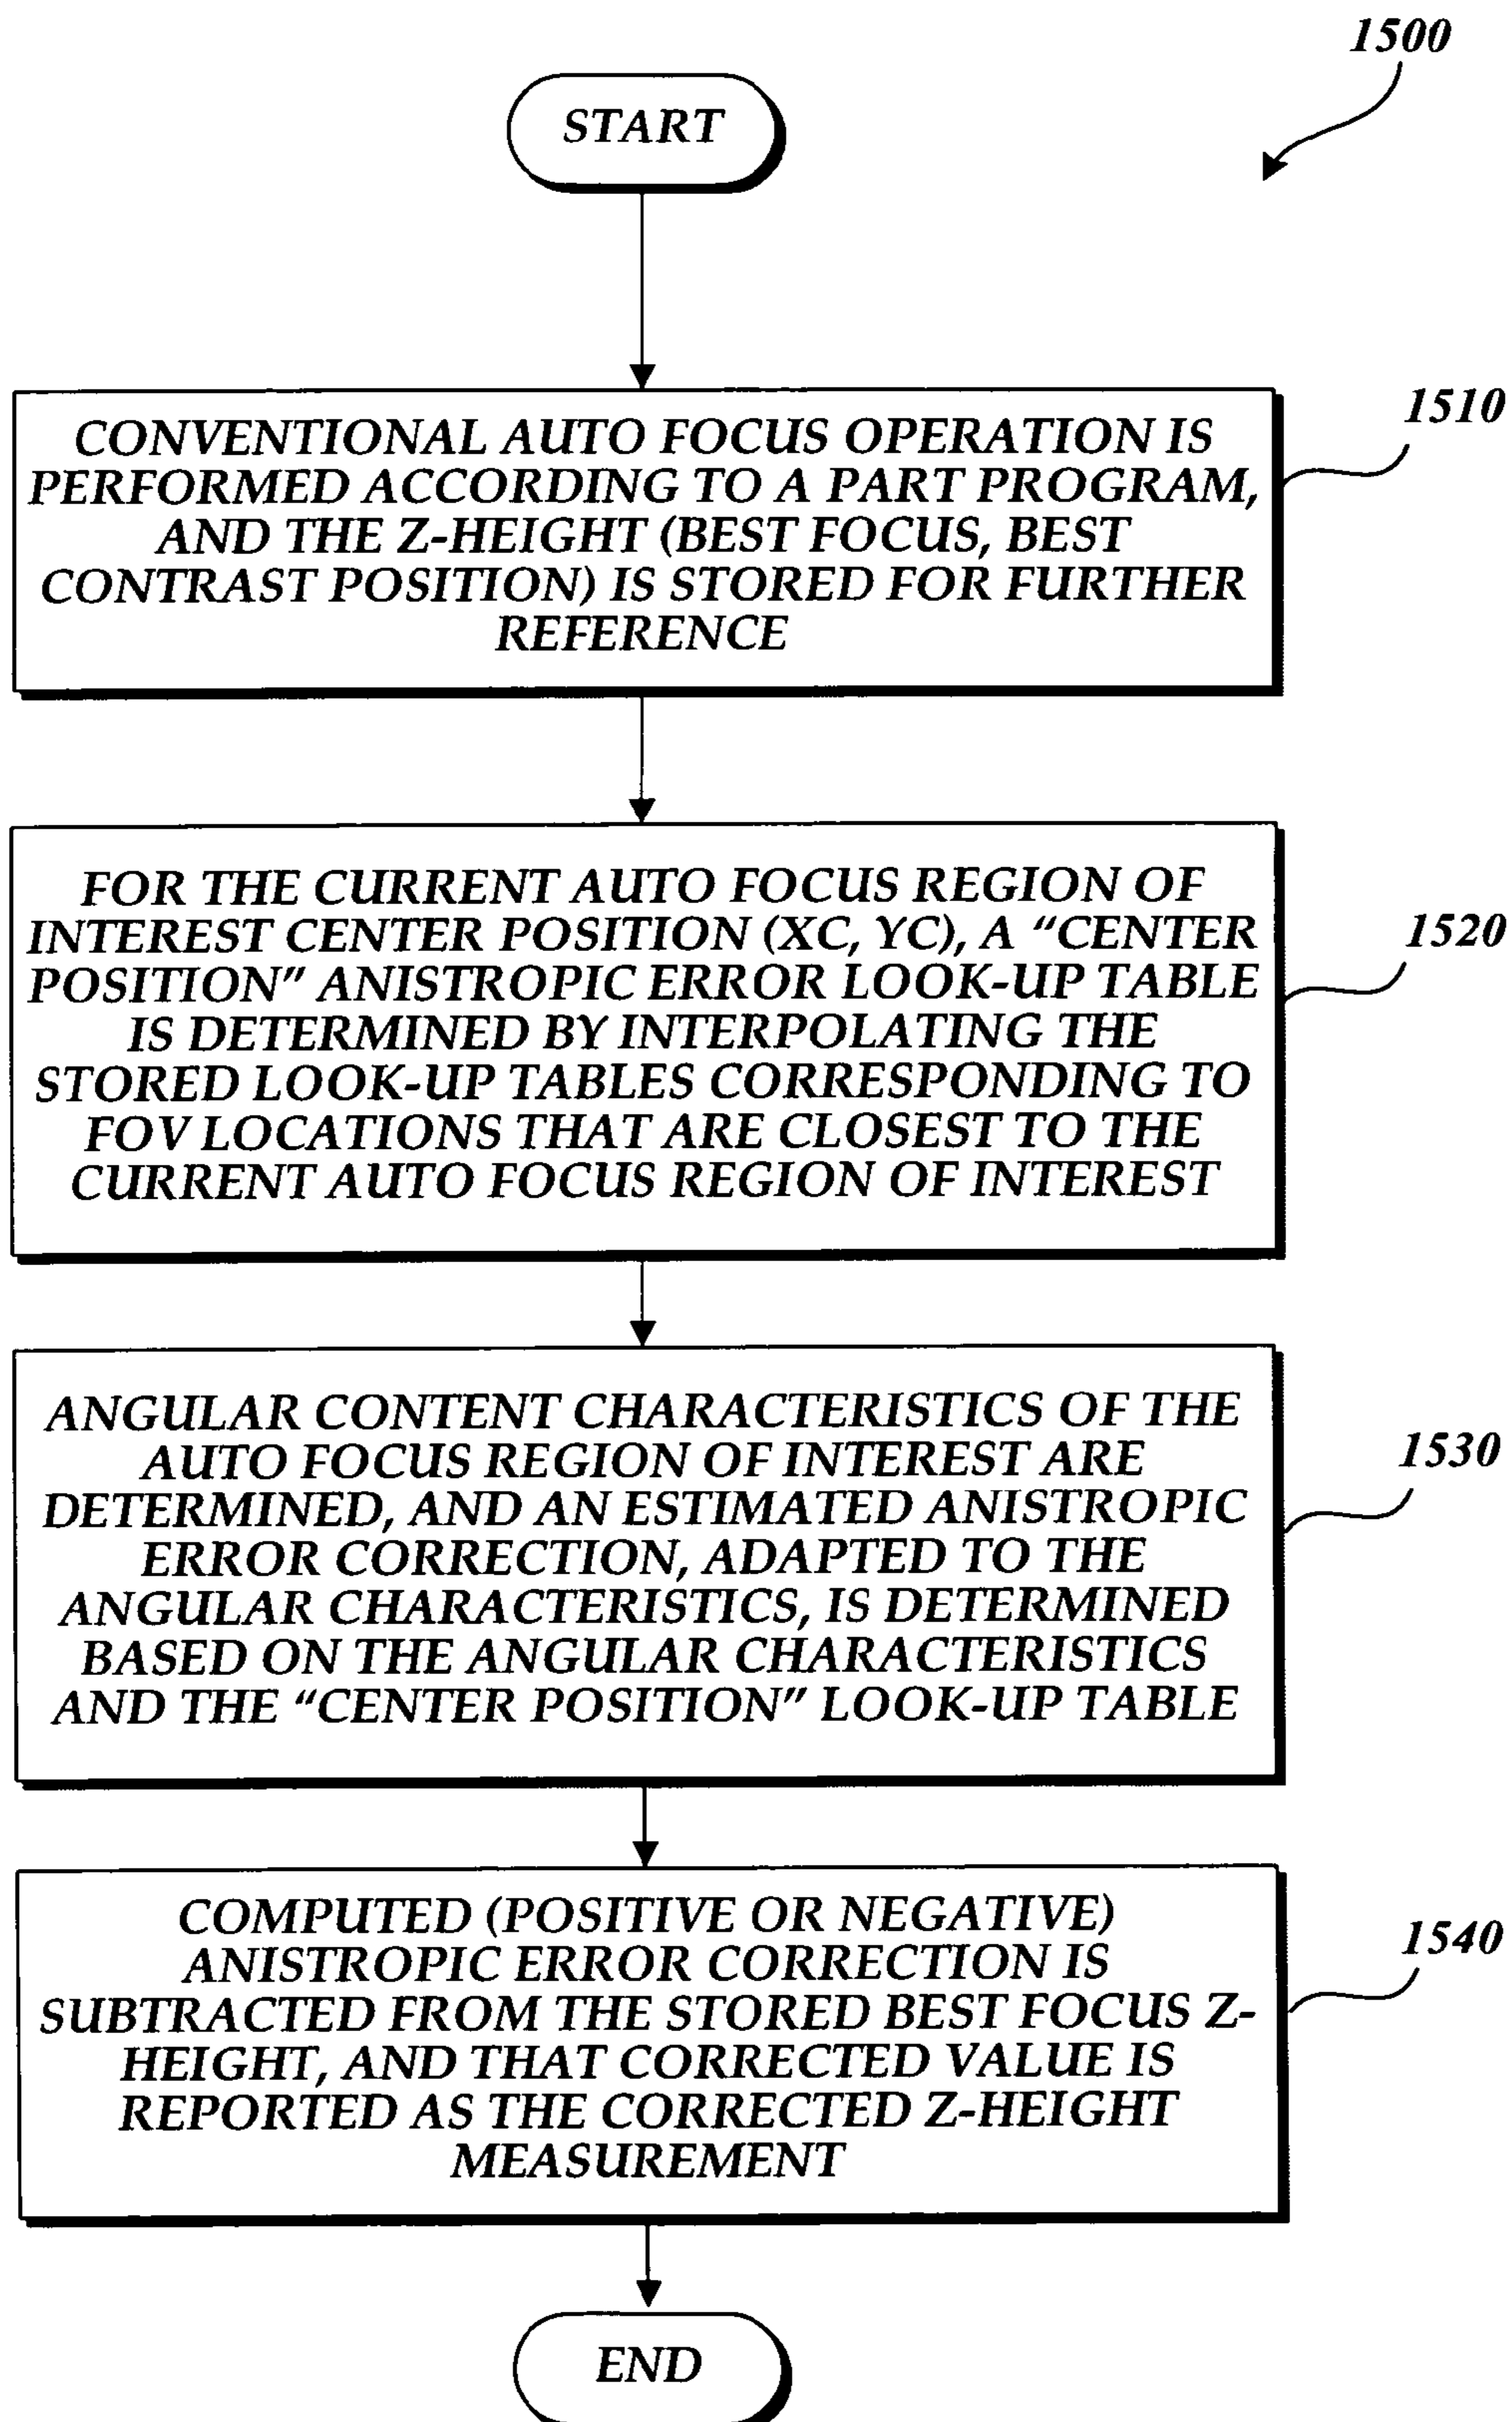 1500
START
1510
CONVENTIONAL AUTO FOCUS OPERATION IS
PERFORMED ACCORDING TO A PART PROGRAM,
AND THE Z-HEIGHT (BEST FOCUS, BEST
CONTRAST POSITION) IS STORED FOR FURTHER
REFERENCE
1520
FOR THE CURRENT AUTO FOCUS REGION OF
INTEREST CENTER POSITION (XC, YC), A “CENTER
POSITION” ANISTROPIC ERROR LOOK-UP TABLE
IS DETERMINED BY INTERPOLATING THE
STORED LOOK-UP TABLES CORRESPONDING TO
FOV LOCATIONS THAT ARE CLOSEST TO THE
CURRENT AUTO FOCUS REGION OF INTEREST
1530
ANGULAR CONTENT CHARACTERISTICS OF THE
AUTO FOCUS REGION OF INTEREST ARE
DETERMINED, AND AN ESTIMATED ANISTROPIC
ERROR CORRECTION, ADAPTED TO THE
ANGULAR CHARACTERISTICS, IS DETERMINED
BASED ON THE ANGULAR CHARACTERISTICS
AND THE “CENTER POSITION” LOOK-UP TABLE
1540
COMPUTED (POSITIVE OR NEGATIVE)
ANISTROPIC ERROR CORRECTION IS
SUBTRACTED FROM THE STORED BEST FOCUS Z-
HEIGHT, AND THAT CORRECTED VALUE IS
REPORTED AS THE CORRECTED Z-HEIGHT
MEASUREMENT
END